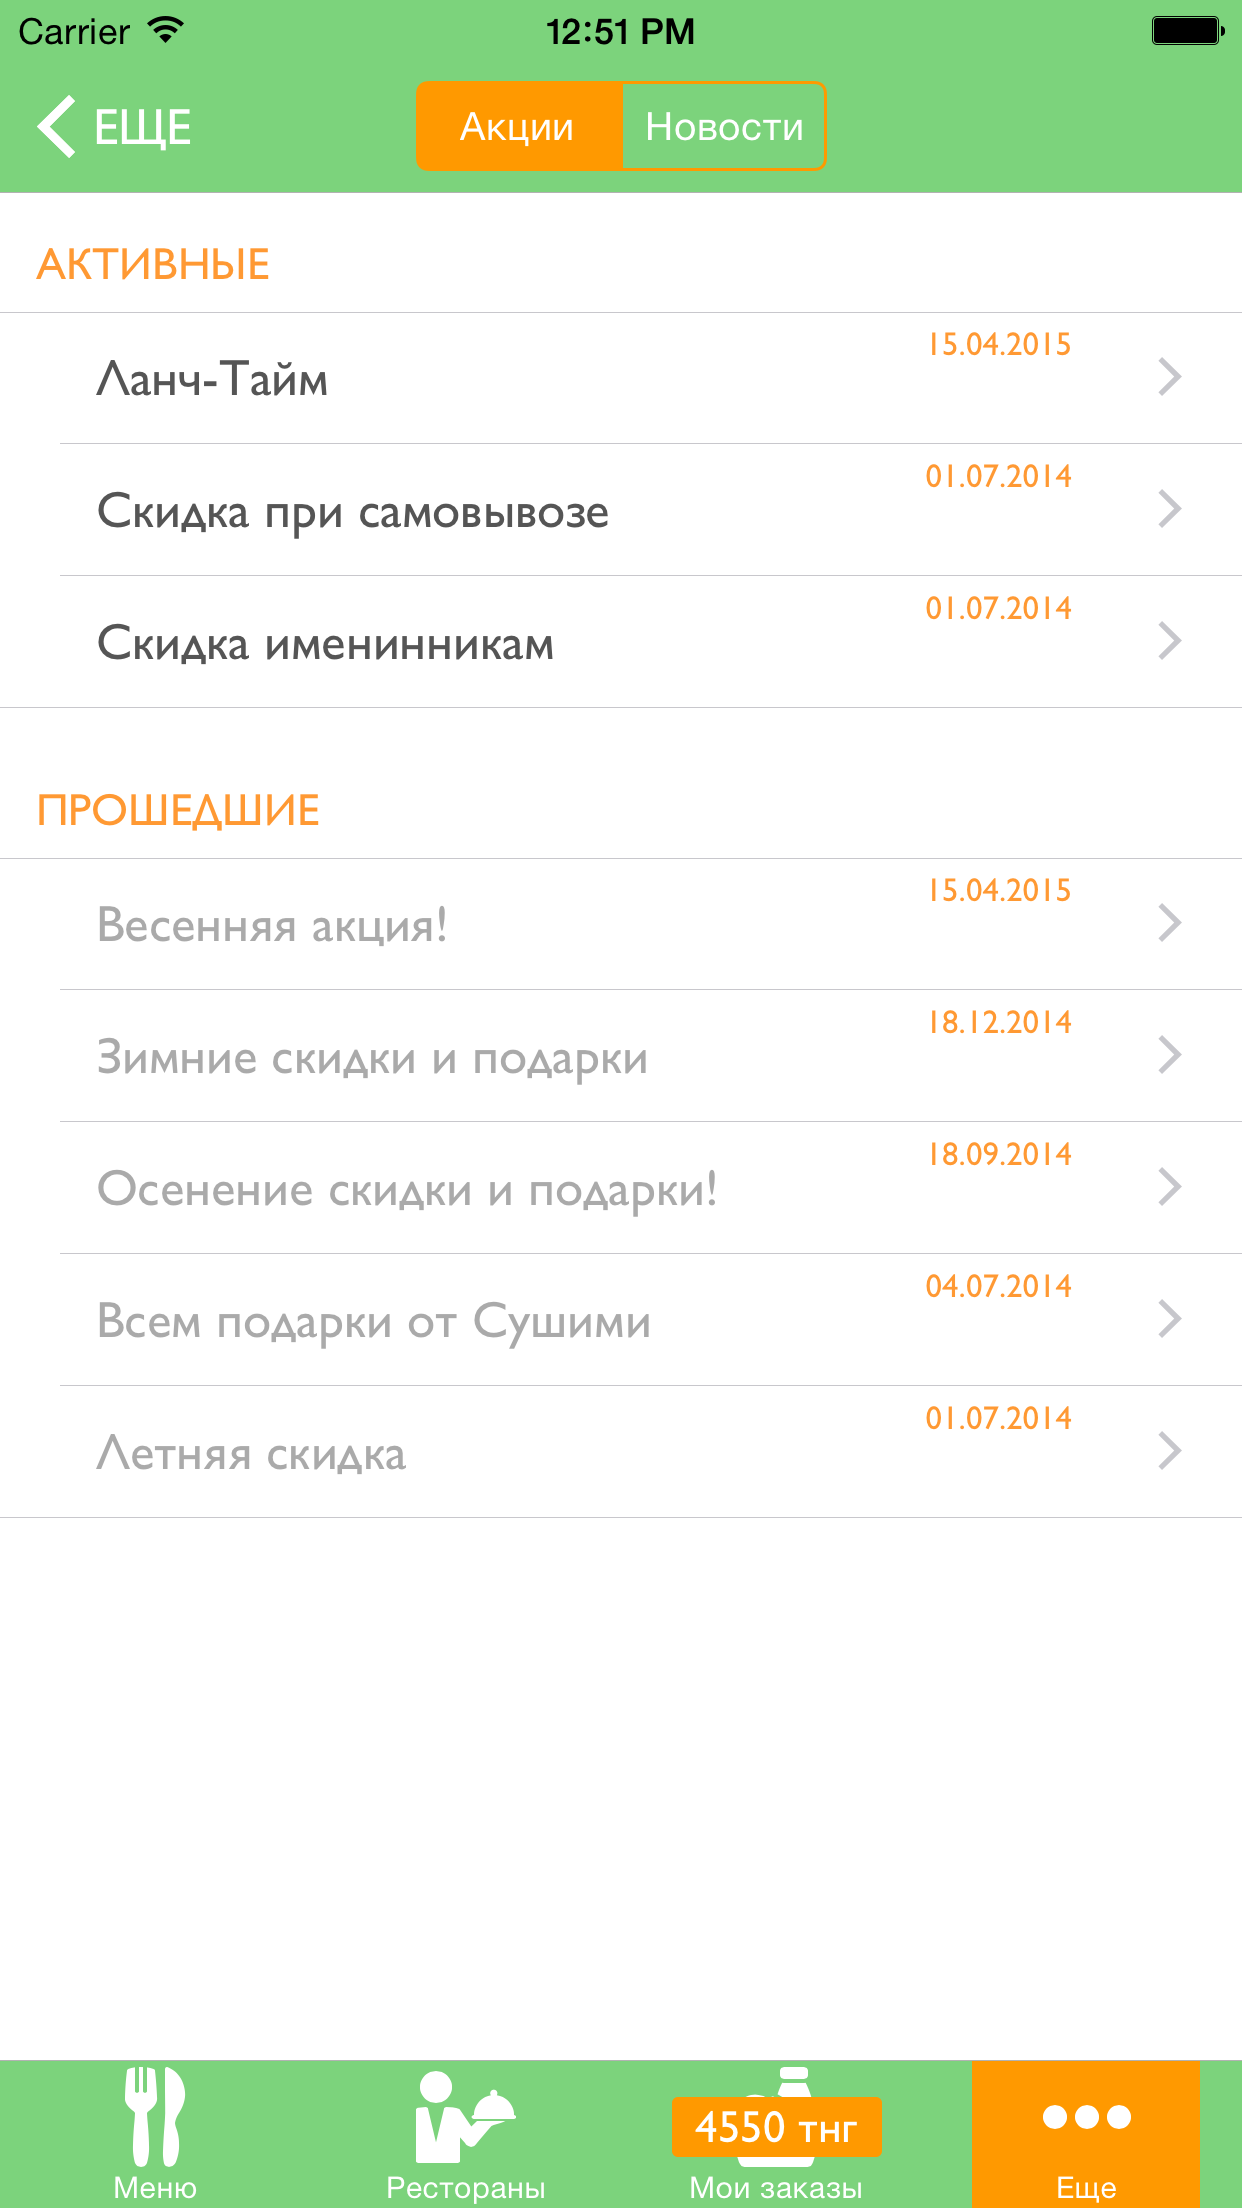 Carrier 12:51 PM
ЕЩЕ Акции Новости
АКТИВНЫЕ
15.04.2015
Ланч-Тайм
01.07.2014
Скидка при самовывозе
01.07.2014
Скидка именинникам
ПРОШЕДШИЕ
15.04.2015
Весенняя акция!
18.12.2014
Зимние скидки и подарки
18.09.2014
Осенение скидки и подарки!
04.07.2014
Всем подарки от Сушими
01.07.2014
Летняя скидка
4550 тнг
Меню Рестораны Мои заказы Еще